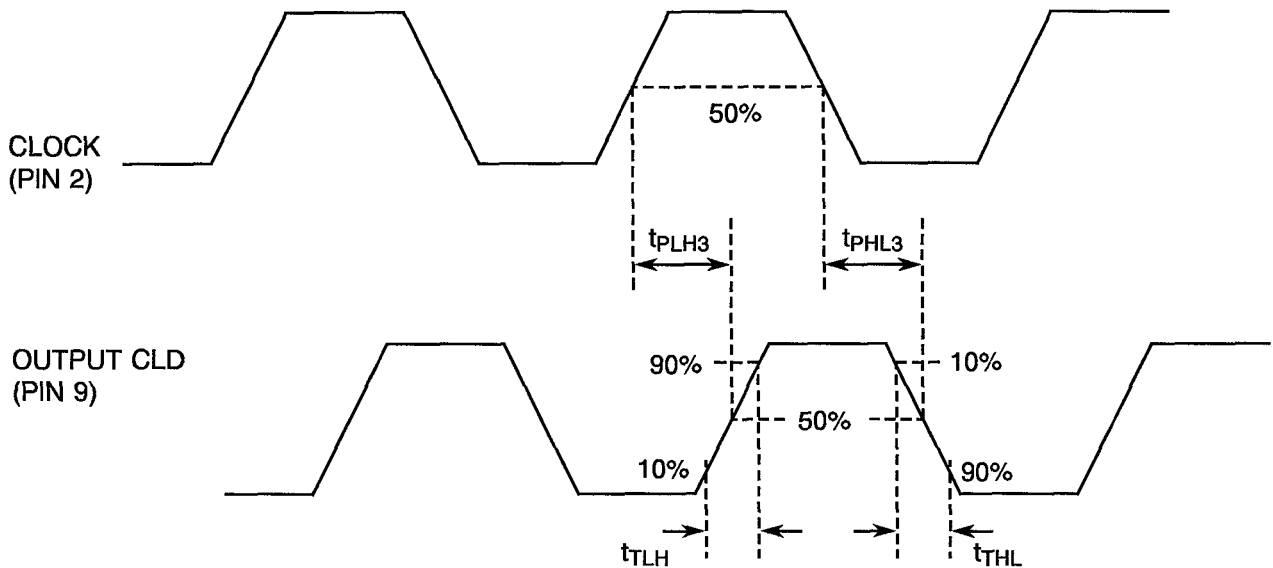 50%
CLOCK
(PIN 2)
tPLH3
tPHL3
OUTPUT CLD
(PIN 9)
90%
10%
50%
10%
90%
tTLH
tTHL